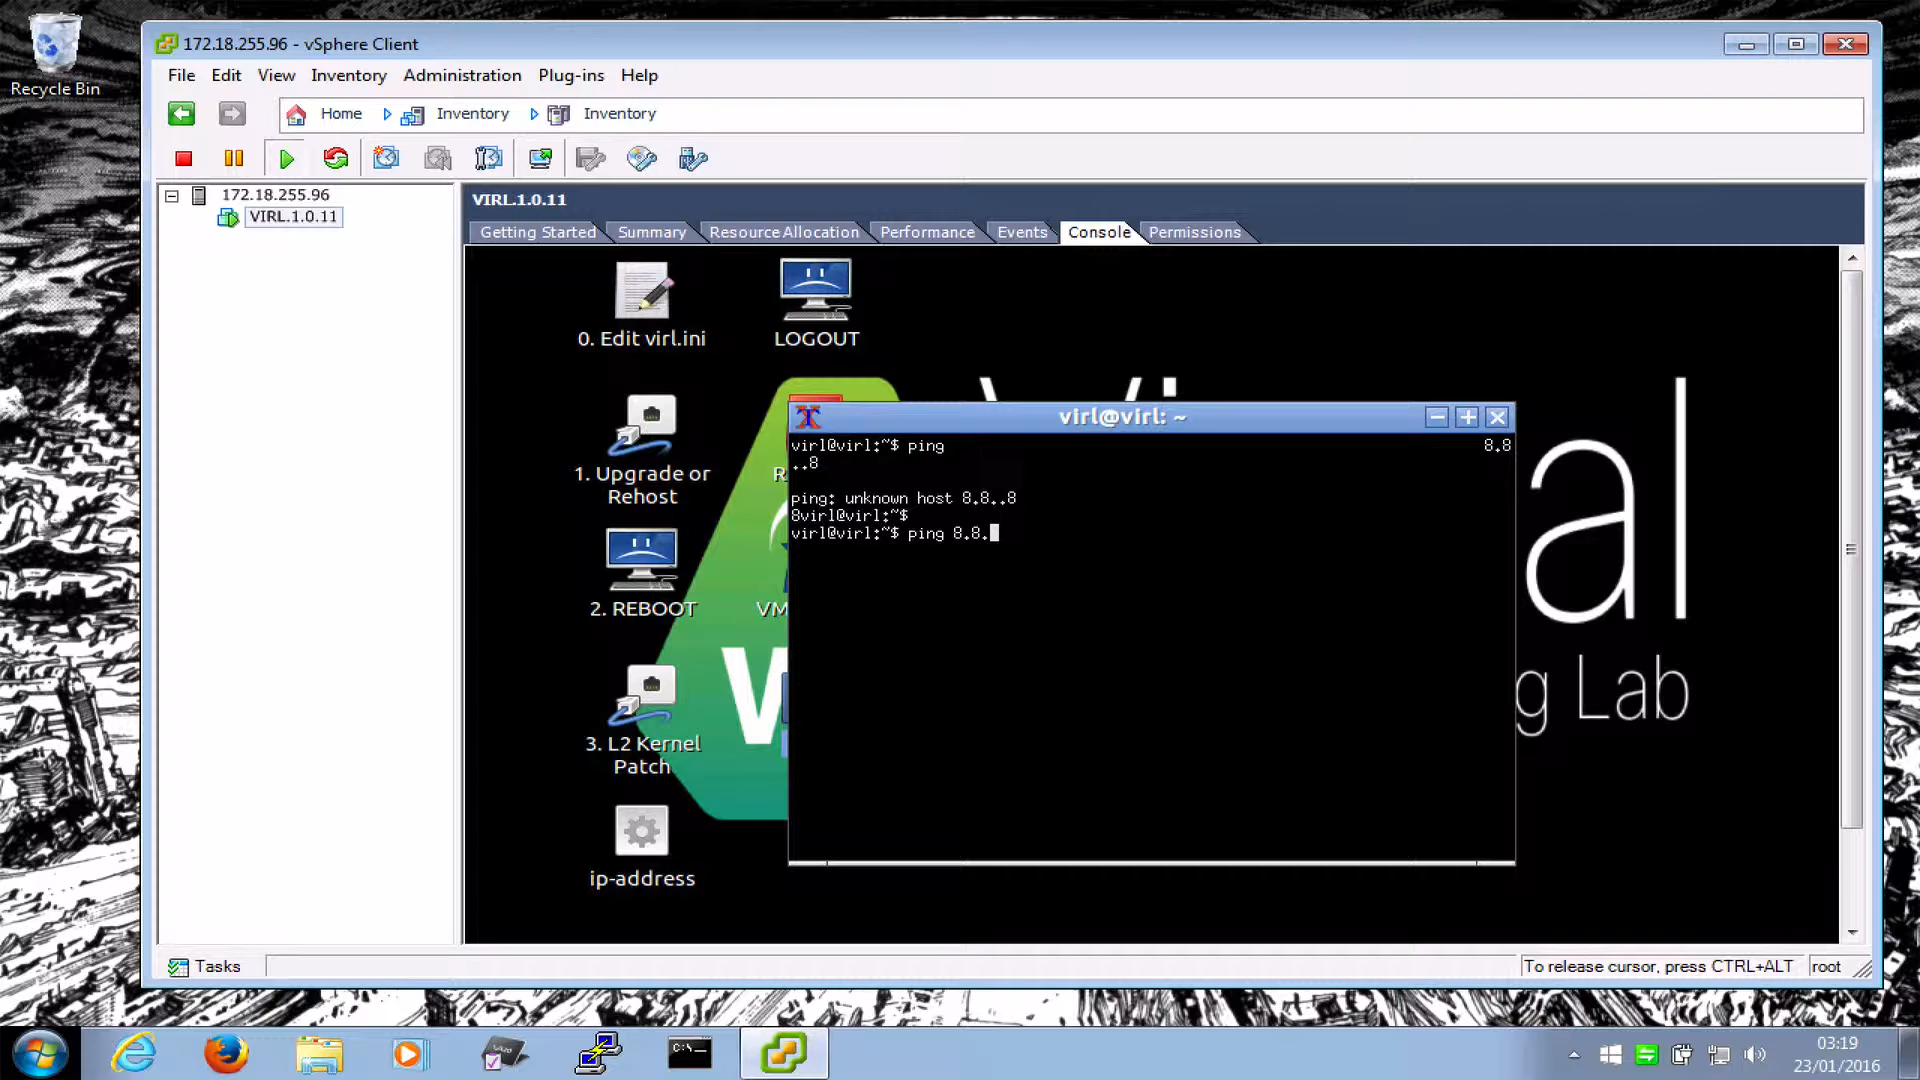 Recycle Bin
172.18.255.96 - vSphere Client
File Edit View Inventory Administration Plug-ins Help
Home Inventory Inventory
172.18.255.96
VIRL.1.0.11
VIRL.1.0.11
Getting Started Summary Resource Allocation Performance Events Console Permissions
0. Edit virl.ini
LOGOUT
1. Upgrade or
Rehost
2. REBOOT
3. L2 Kernel
Patch
ip-address
virl@virl: ~
virl@virl:~$ ping 8.8
..8
ping: unknown host 8.8..8
8virl@virl:~$
virl@virl:~$ ping 8.8.
VM
al
g Lab
Tasks
To release cursor, press CTRL+ALT
root
C:\_
03:19
23/01/2016